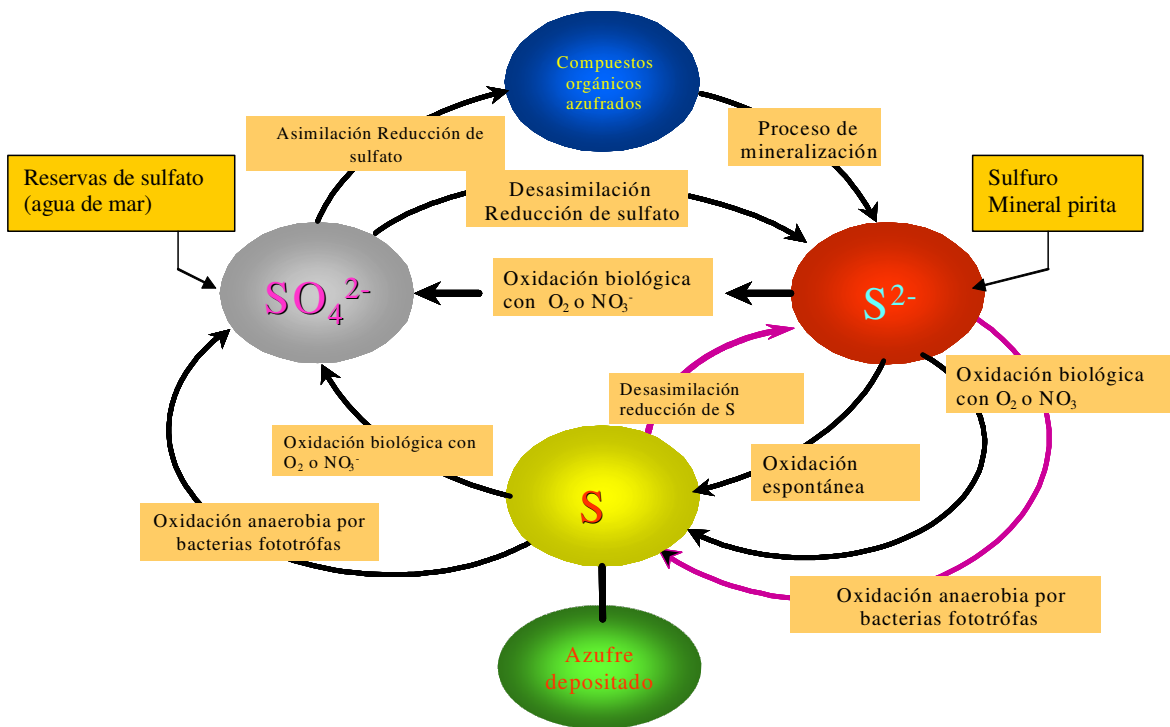 Compuestos
orgánicos
azufrados
Asimilación Reducción de
sulfato
Proceso de
mineralización
Reservas de sulfato
(agua de mar)
Desasimilación
Reducción de sulfato
Sulfuro
Mineral pirita
SO₄²⁻
Oxidación biológica
con O₂ o NO₃⁻
S²⁻
Desasimilación
reducción de S
Oxidación biológica
con O₂ o NO₃
Oxidación biológica con
O₂ o NO₃⁻
Oxidación
espontánea
S
Oxidación anaerobia por
bacterias fototrófas
Oxidación anaerobia por
bacterias fototrófas
Azufre
depositado